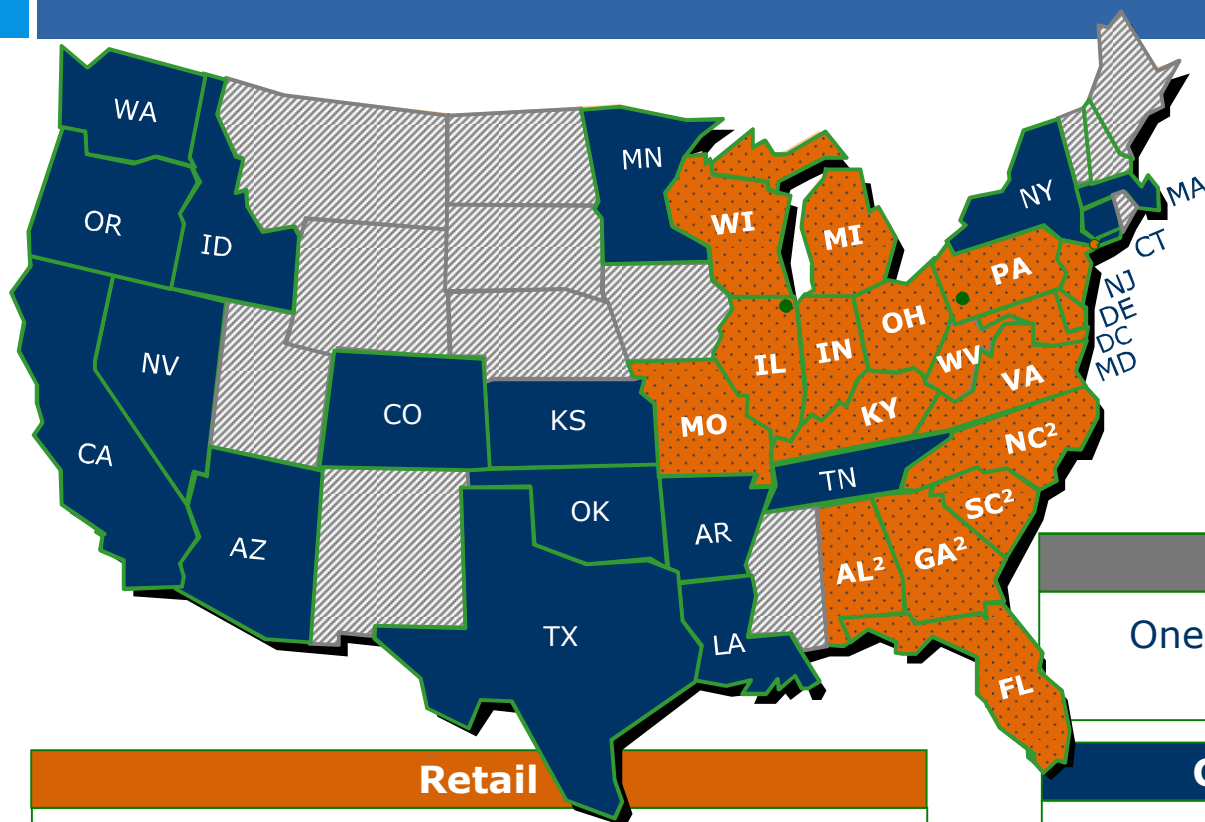 WA
MN
OR
ID
WI
MI
NY
MA
CT
PA
NJ
DE
DC
MD
NV
CO
KS
MO
IL
IN
OH
WV
VA
KY
NC²
CA
TN
SC²
AZ
OK
AR
AL²
GA²
TX
LA
FL
One
Retail